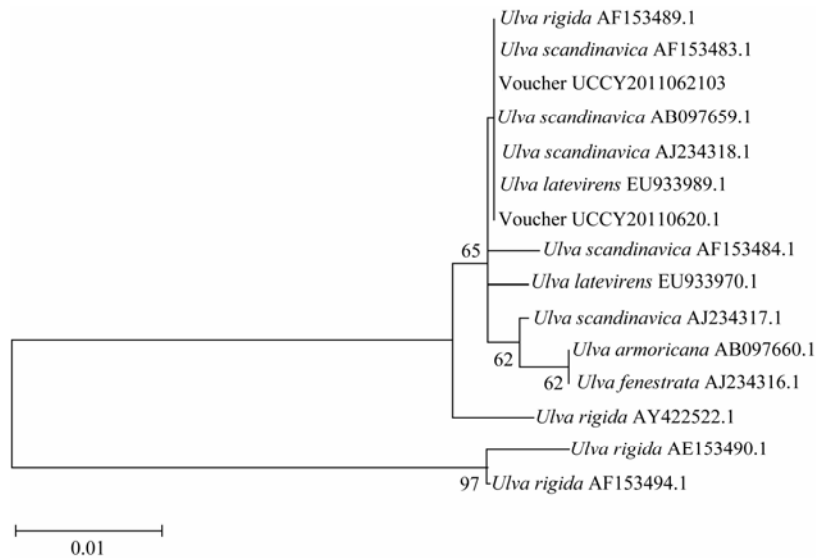 Ulva rigida AF153489.1
Ulva scandinavica AF153483.1
Voucher UCCY2011062103
Ulva scandinavica AB097659.1
Ulva scandinavica AJ234318.1
Ulva latevirens EU933989.1
Voucher UCCY20110620.1
65
Ulva scandinavica AF153484.1
Ulva latevirens EU933970.1
Ulva scandinavica AJ234317.1
62
Ulva armoricana AB097660.1
62
Ulva fenestrata AJ234316.1
Ulva rigida AY422522.1
Ulva rigida AE153490.1
97
Ulva rigida AF153494.1
0.01